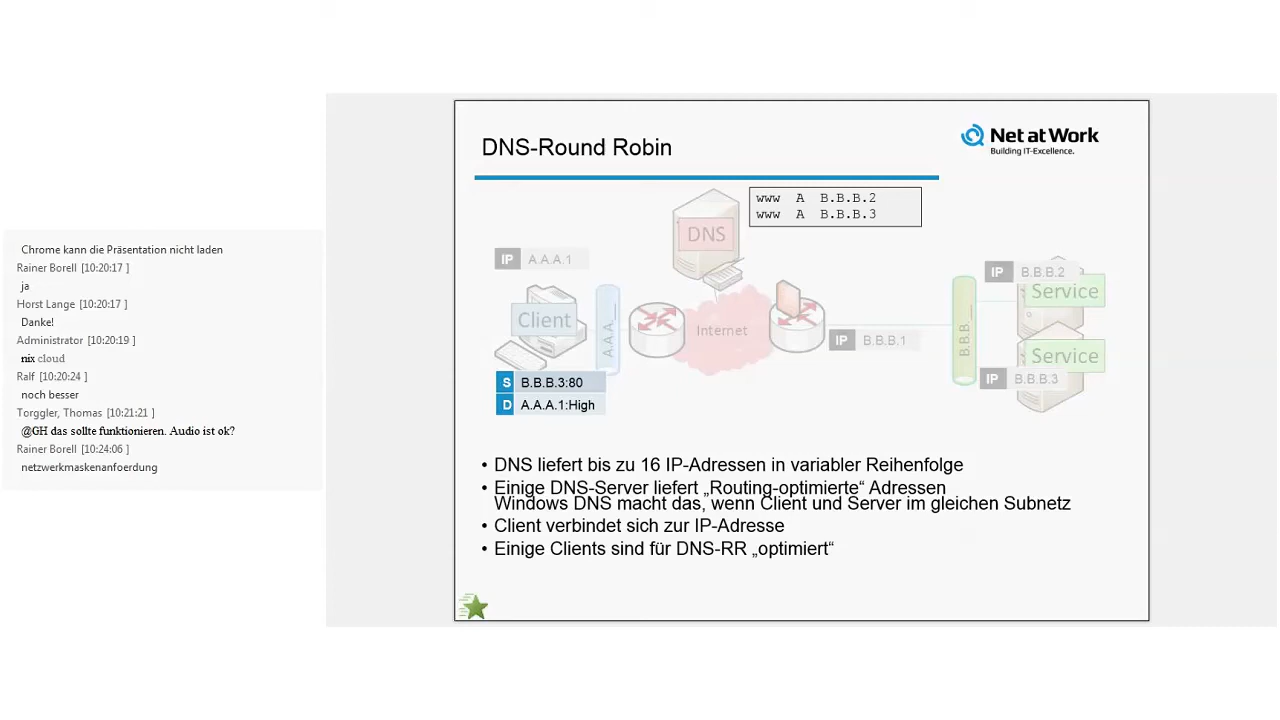 Chrome kann die Präsentation nicht laden
Rainer Borell [10:20:17 ]
ja
Horst Lange [10:20:17 ]
Danke!
Administrator [10:20:19 ]
nix cloud
Ralf [10:20:24 ]
noch besser
Torggler, Thomas [10:21:21 ]
@GH das sollte funktionieren. Audio ist ok?
Rainer Borell [10:24:06 ]
netzwerkmaskenanfoerdung
DNS-Round Robin
Net at Work
Building IT-Excellence.
www A B.B.B.2
www A B.B.B.3
DNS
IP A.A.A.1
Client
A.A.A.__
Internet
IP B.B.B.1
B.B.B.__
IP B.B.B.2
Service
Service
IP B.B.B.3
S B.B.B.3:80
D A.A.A.1:High
• DNS liefert bis zu 16 IP-Adressen in variabler Reihenfolge
• Einige DNS-Server liefert „Routing-optimierte“ Adressen
Windows DNS macht das, wenn Client und Server im gleichen Subnetz
• Client verbindet sich zur IP-Adresse
• Einige Clients sind für DNS-RR „optimiert“